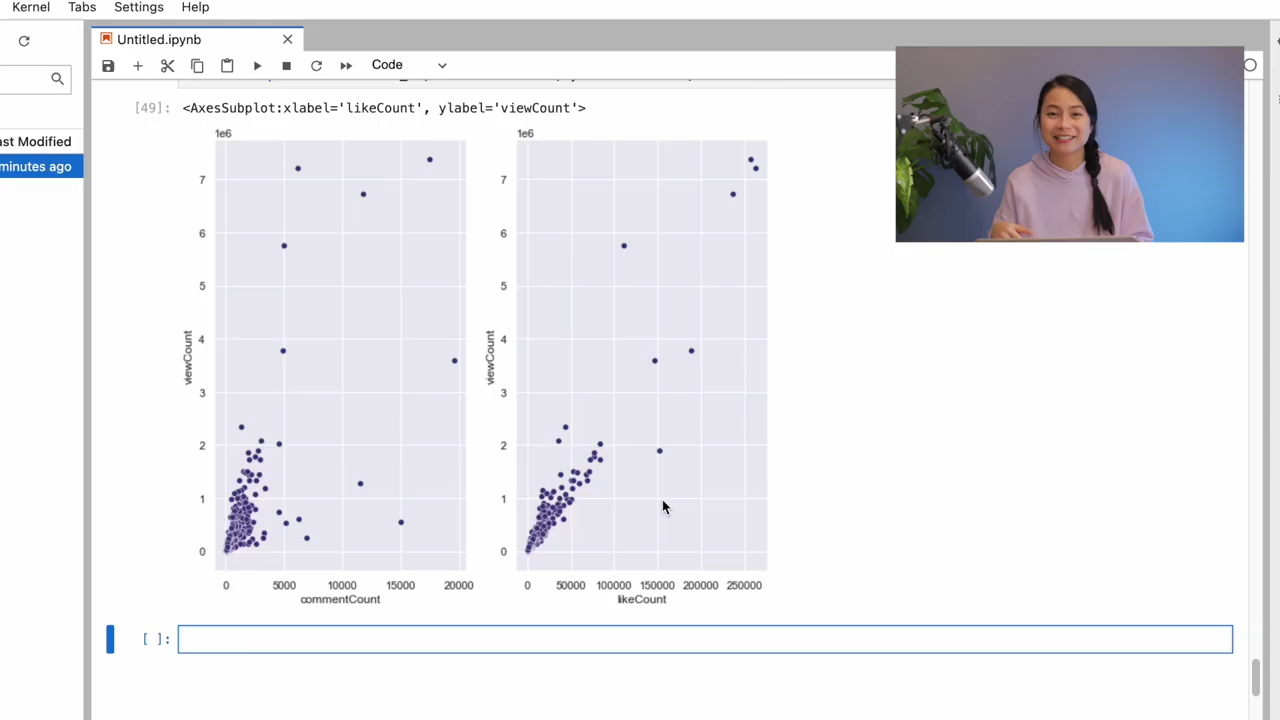 Kernel Tabs Settings Help
Untitled.ipynb
Code
[49]: <AxesSubplot:xlabel='likeCount', ylabel='viewCount'>
ast Modified
minutes ago
1e6
7
6
5
4
3
2
1
0
viewCount
0 5000 10000 15000 20000
commentCount
1e6
7
6
5
4
3
2
1
0
viewCount
0 50000 100000 150000 200000 250000
likeCount
[ ]: